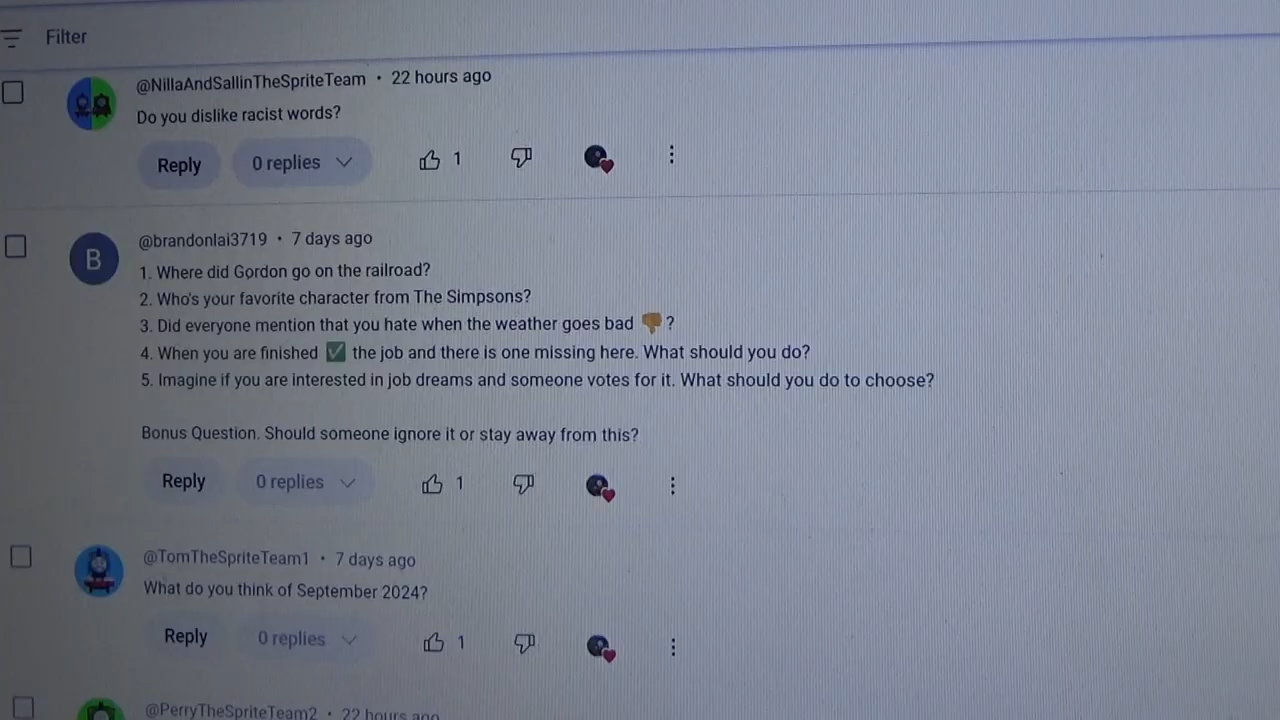 Filter
@NillaAndSallinTheSpriteTeam • 22 hours ago
Do you dislike racist words?
Reply 0 replies 1
B
@brandonlai3719 • 7 days ago
1. Where did Gordon go on the railroad?
2. Who's your favorite character from The Simpsons?
3. Did everyone mention that you hate when the weather goes bad 👎 ?
4. When you are finished ✅ the job and there is one missing here. What should you do?
5. Imagine if you are interested in job dreams and someone votes for it. What should you do to choose?
Bonus Question. Should someone ignore it or stay away from this?
Reply 0 replies 1
@TomTheSpriteTeam1 • 7 days ago
What do you think of September 2024?
Reply 0 replies 1
@PerryTheSpriteTeam2 • 22 hours ago